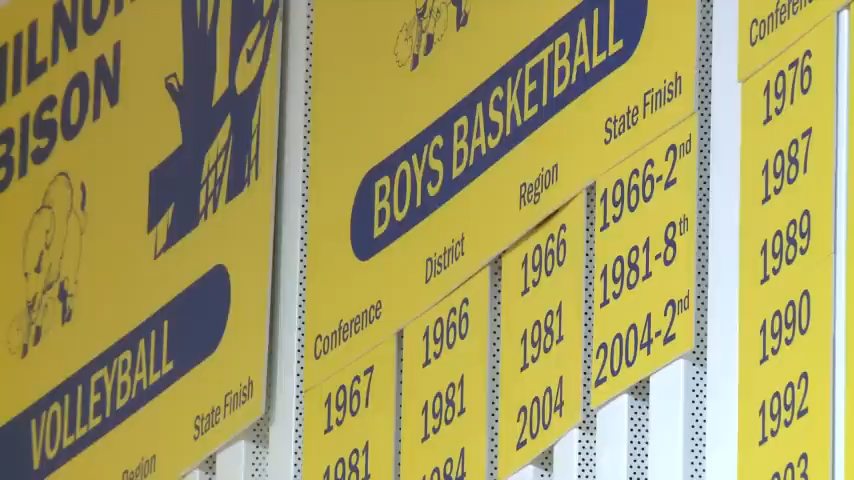 BISON
VOLLEYBALL
State Finish
BOYS BASKETBALL
Conference
District
Region
State Finish
1967
1981
1966
1981
1966
1981
2004
1966-2nd
1981-8th
2004-2nd
1976
1987
1989
1990
1992